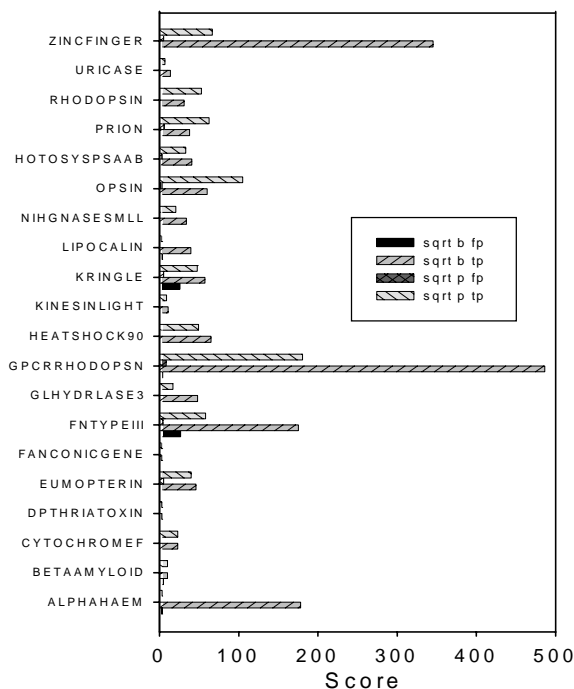 ZINCFINGER
URICASE
RHODOPSIN
PRION
HOTOSYSPSAAB
OPSIN
NIHGNASESMLL
LIPOCALIN
KRINGLE
KINESINLIGHT
HEATSHOCK90
GPCRRHODOPSN
GLHYDRLASE3
FNTYPEIII
FANCONICGENE
EUMOPTERIN
DPTHRIATOXIN
CYTOCHROMEF
BETAAMYLOID
ALPHAHAEM
sqrt b fp
sqrt b tp
sqrt p fp
sqrt p tp
0 100 200 300 400 500
Score